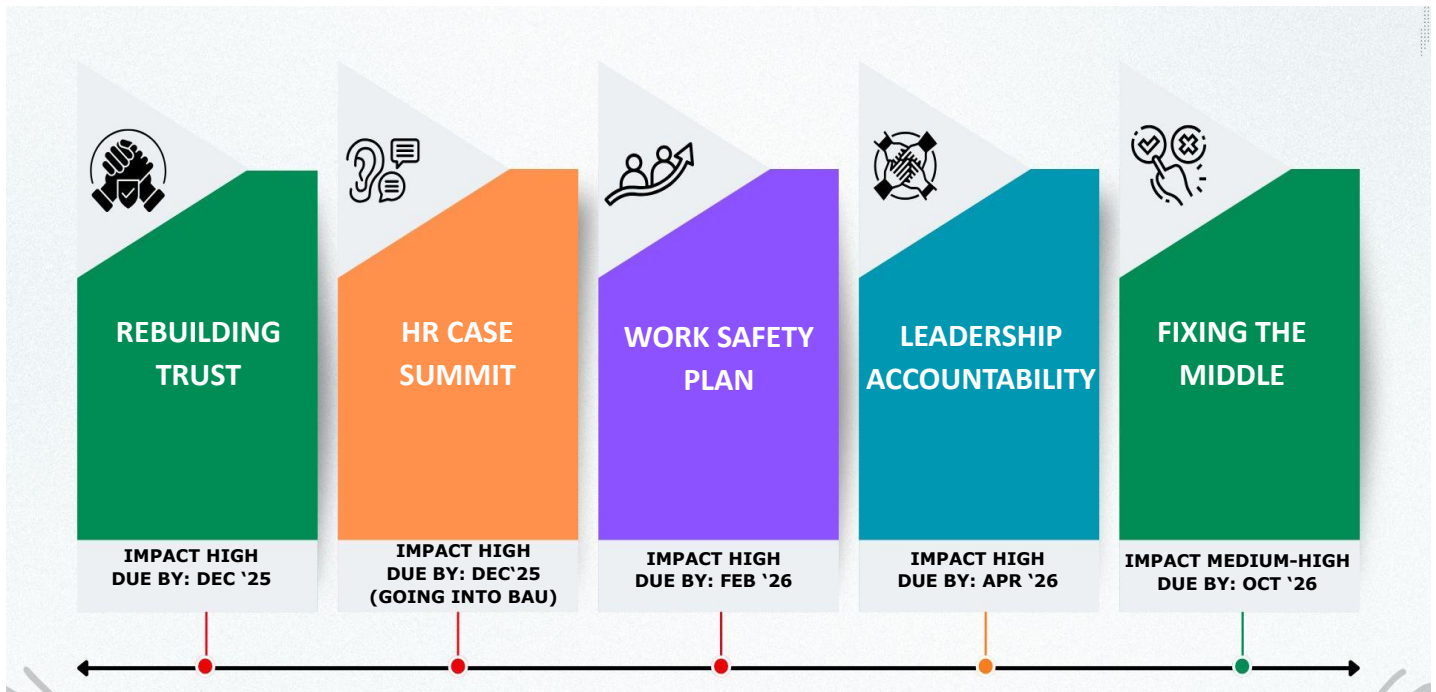 REBUILDING
TRUST
IMPACT HIGH
DUE BY: DEC ‘25
HR CASE
SUMMIT
IMPACT HIGH
DUE BY: DEC‘25
(GOING INTO BAU)
WORK SAFETY
PLAN
IMPACT HIGH
DUE BY: FEB ‘26
LEADERSHIP
ACCOUNTABILITY
IMPACT HIGH
DUE BY: APR ‘26
FIXING THE
MIDDLE
IMPACT MEDIUM-HIGH
DUE BY: OCT ‘26